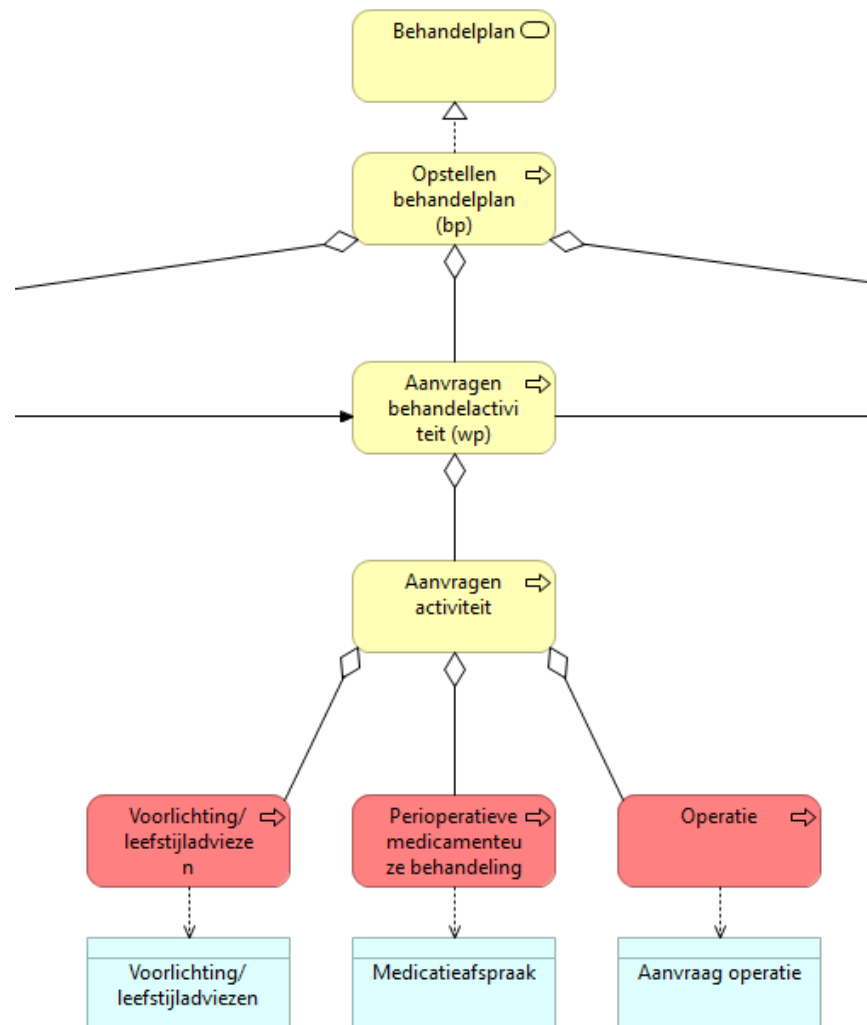 Behandelplan
Opstellen
behandelplan
(bp)
Aanvragen
behandelactivi
teit (wp)
Aanvragen
activiteit
Voorlichting/
leefstijladvieze
n
Perioperatieve
medicamenteu
ze behandeling
Operatie
Voorlichting/
leefstijladviezen
Medicatieafspraak
Aanvraag operatie